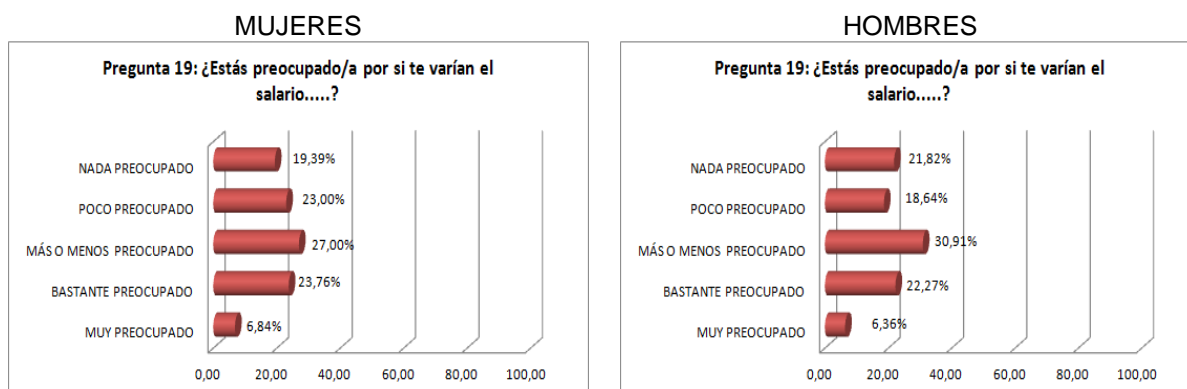 MUJERES
Pregunta 19: ¿Estás preocupado/a por si te varían el
salario.....?
NADA PREOCUPADO 19,39%
POCO PREOCUPADO 23,00%
MÁS O MENOS PREOCUPADO 27,00%
BASTANTE PREOCUPADO 23,76%
MUY PREOCUPADO 6,84%
0,00 20,00 40,00 60,00 80,00 100,00
HOMBRES
Pregunta 19: ¿Estás preocupado/a por si te varían el
salario.....?
NADA PREOCUPADO 21,82%
POCO PREOCUPADO 18,64%
MÁS O MENOS PREOCUPADO 30,91%
BASTANTE PREOCUPADO 22,27%
MUY PREOCUPADO 6,36%
0,00 20,00 40,00 60,00 80,00 100,00